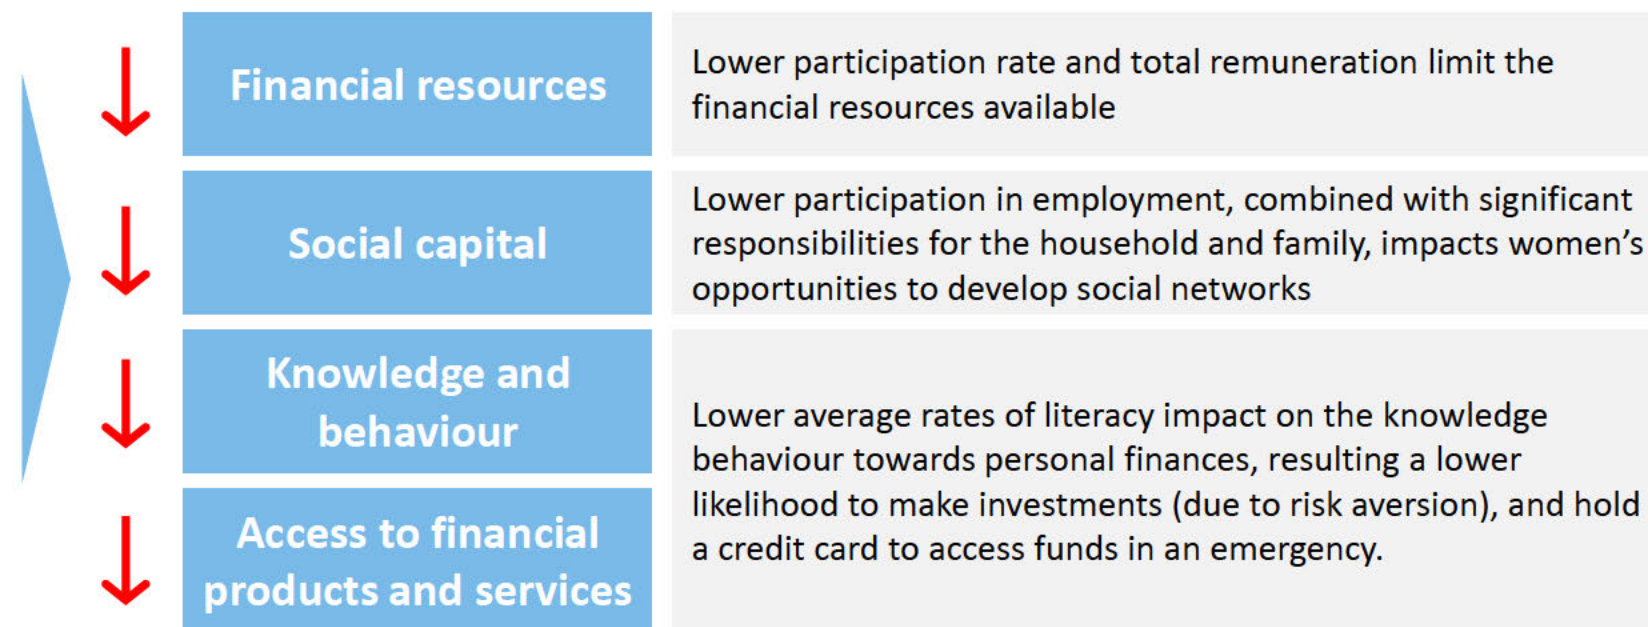 Financial resources
Lower participation rate and total remuneration limit the
financial resources available
Social capital
Lower participation in employment, combined with significant
responsibilities for the household and family, impacts women’s
opportunities to develop social networks
Knowledge and
behaviour
Access to financial
products and services
Lower average rates of literacy impact on the knowledge
behaviour towards personal finances, resulting a lower
likelihood to make investments (due to risk aversion), and hold
a credit card to access funds in an emergency.